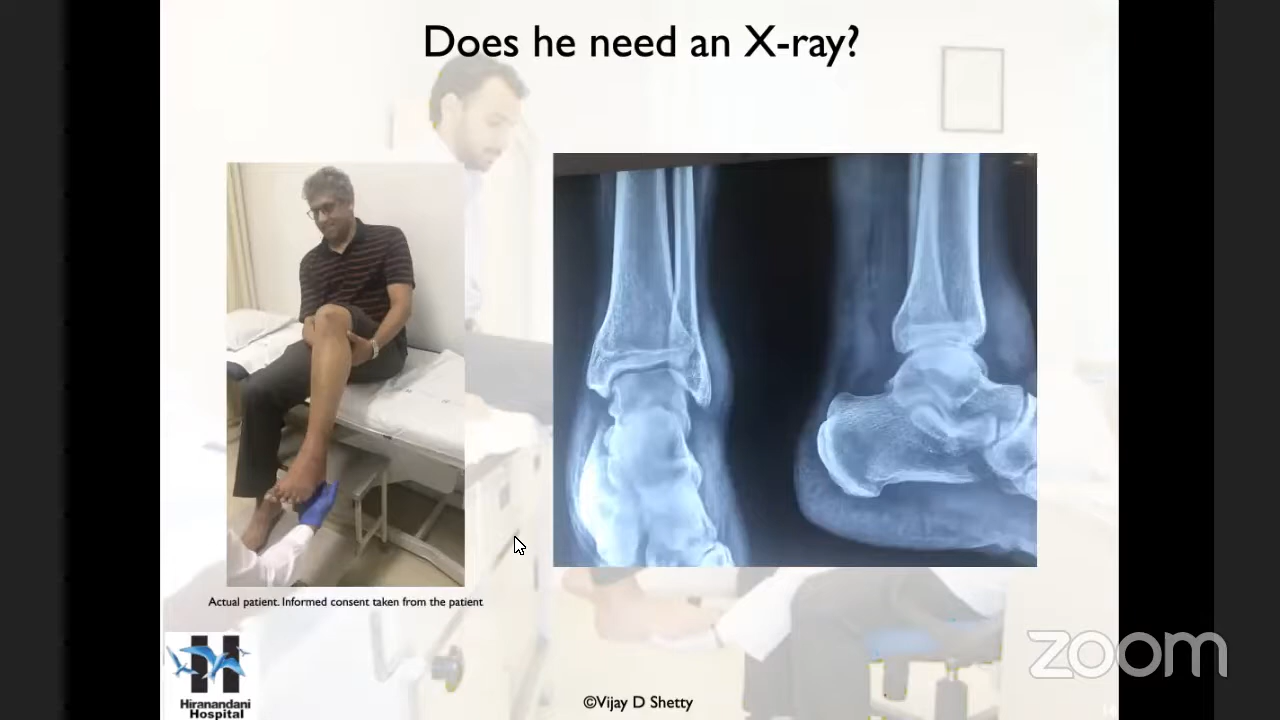 Does he need an X-ray?
Actual patient. Informed consent taken from the patient
Hiranandani
Hospital
©Vijay D Shetty
zoom